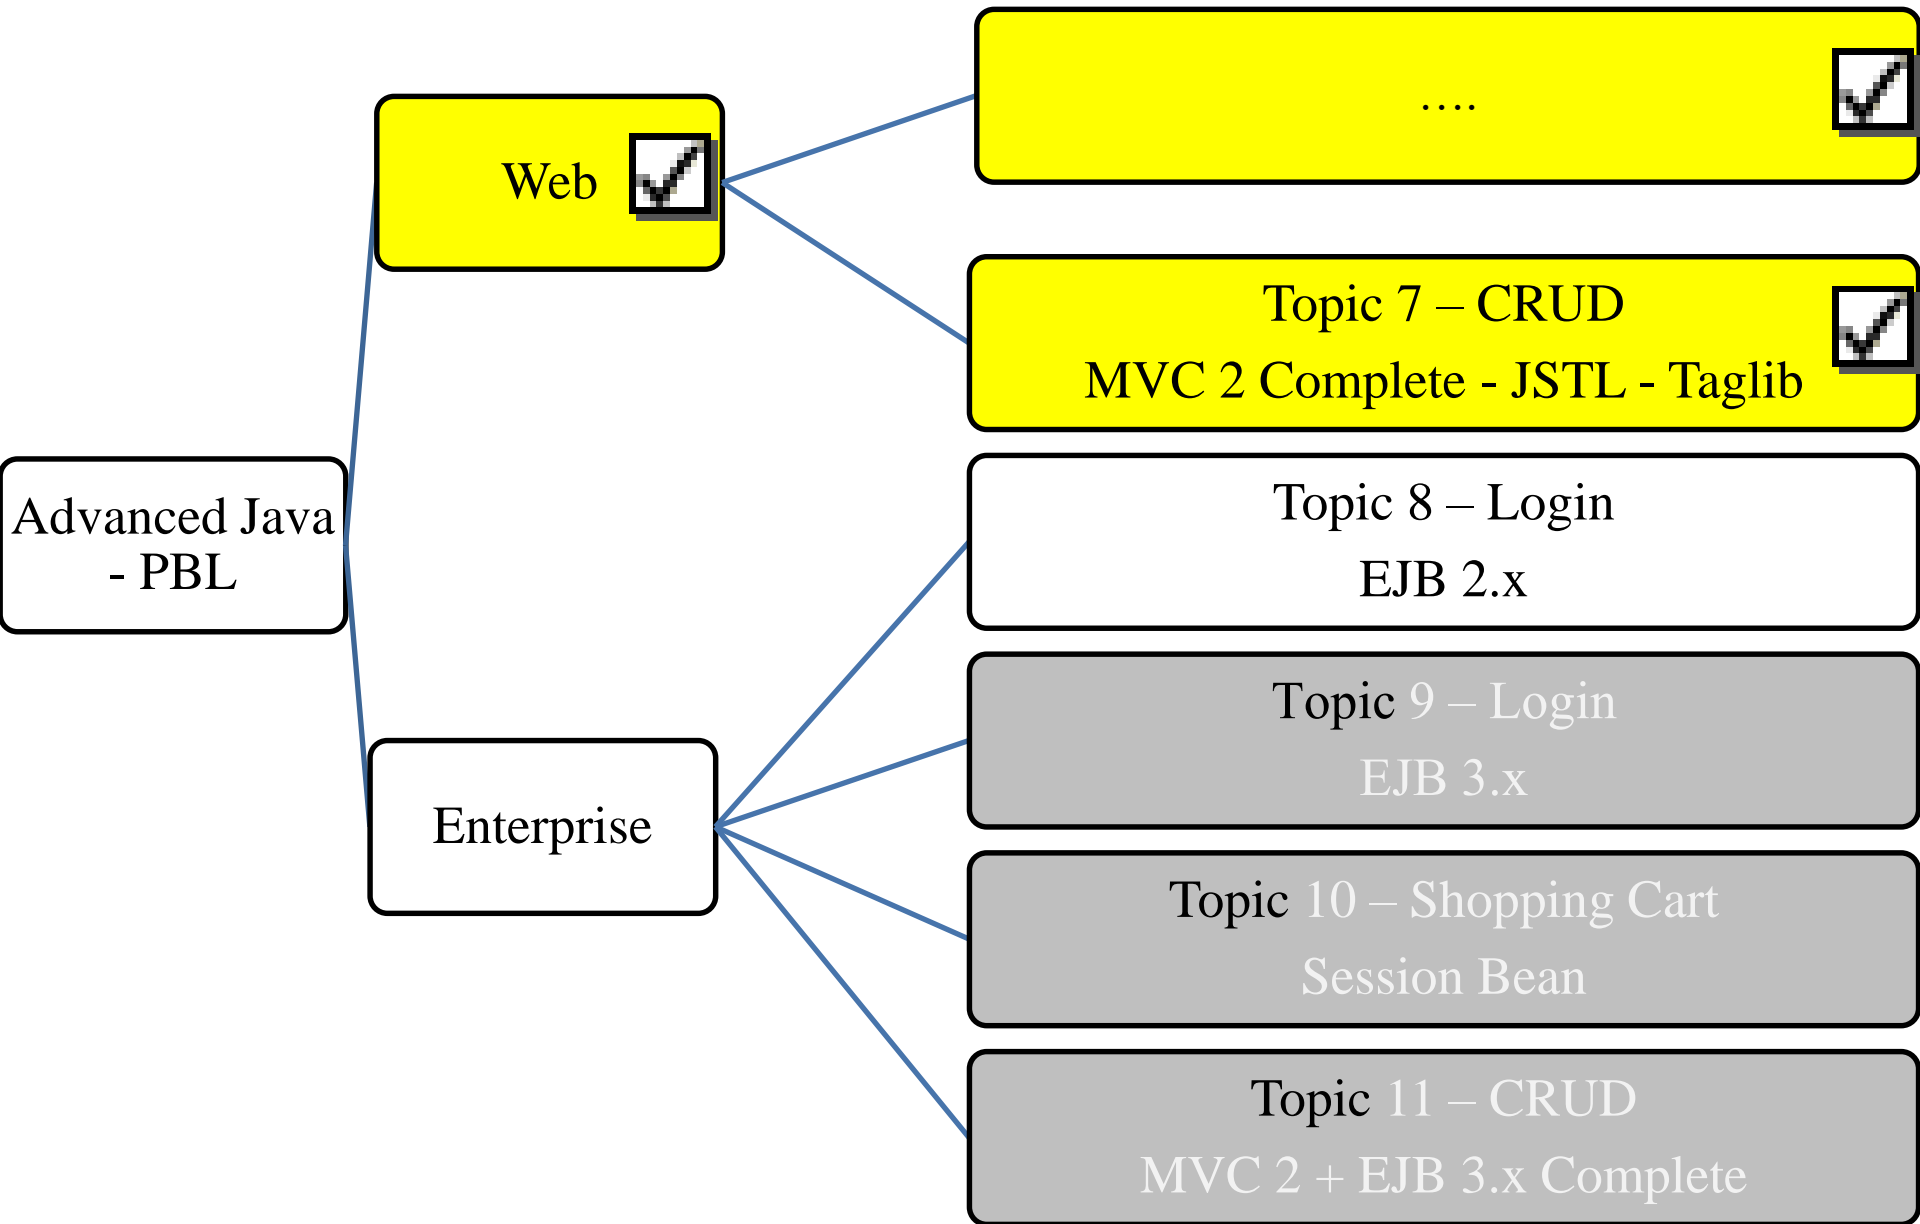 Advanced Java
- PBL
Web
….
Topic 7 – CRUD
MVC 2 Complete - JSTL - Taglib
Enterprise
Topic 8 – Login
EJB 2.x
Topic 9 – Login
EJB 3.x
Topic 10 – Shopping Cart
Session Bean
Topic 11 – CRUD
MVC 2 + EJB 3.x Complete